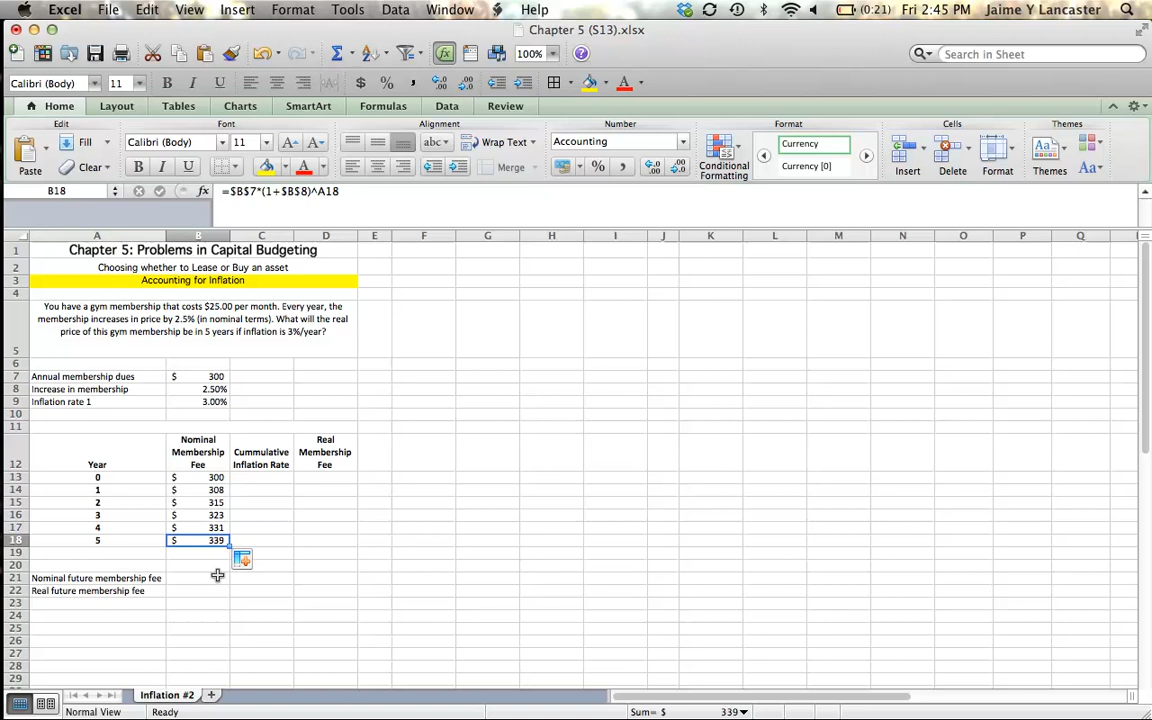 Excel File Edit View Insert Format Tools Data Window Help (0:21) Fri 2:45 PM Jaime Y Lancaster
Chapter 5 (S13).xlsx
100% Search in Sheet
Calibri (Body) 11 B I U $ %
Home Layout Tables Charts SmartArt Formulas Data Review
Edit Font Alignment Number Format Cells Themes
Fill Calibri (Body) 11 A A abc Wrap Text Accounting Currency
Paste Clear B I U Merge % Conditional Formatting Currency [0] Insert Delete Format Themes Aa
B18 fx =$B$7*(1+$B$8)^A18
A B C D E F G H I J K L M N O P Q
1 Chapter 5: Problems in Capital Budgeting
2 Choosing whether to Lease or Buy an asset
3 Accounting for Inflation
4
You have a gym membership that costs $25.00 per month. Every year, the
membership increases in price by 2.5% (in nominal terms). What will the real
price of this gym membership be in 5 years if inflation is 3%/year?
5
6
7 Annual membership dues $ 300
8 Increase in membership 2.50%
9 Inflation rate 1 3.00%
10
11
Nominal Real
Membership Cummulative Membership
12 Year Fee Inflation Rate Fee
13 0 $ 300
14 1 $ 308
15 2 $ 315
16 3 $ 323
17 4 $ 331
18 5 $ 339
19
20
21 Nominal future membership fee
22 Real future membership fee
23
24
25
26
27
28
29
Inflation #2
Normal View Ready Sum= $ 339